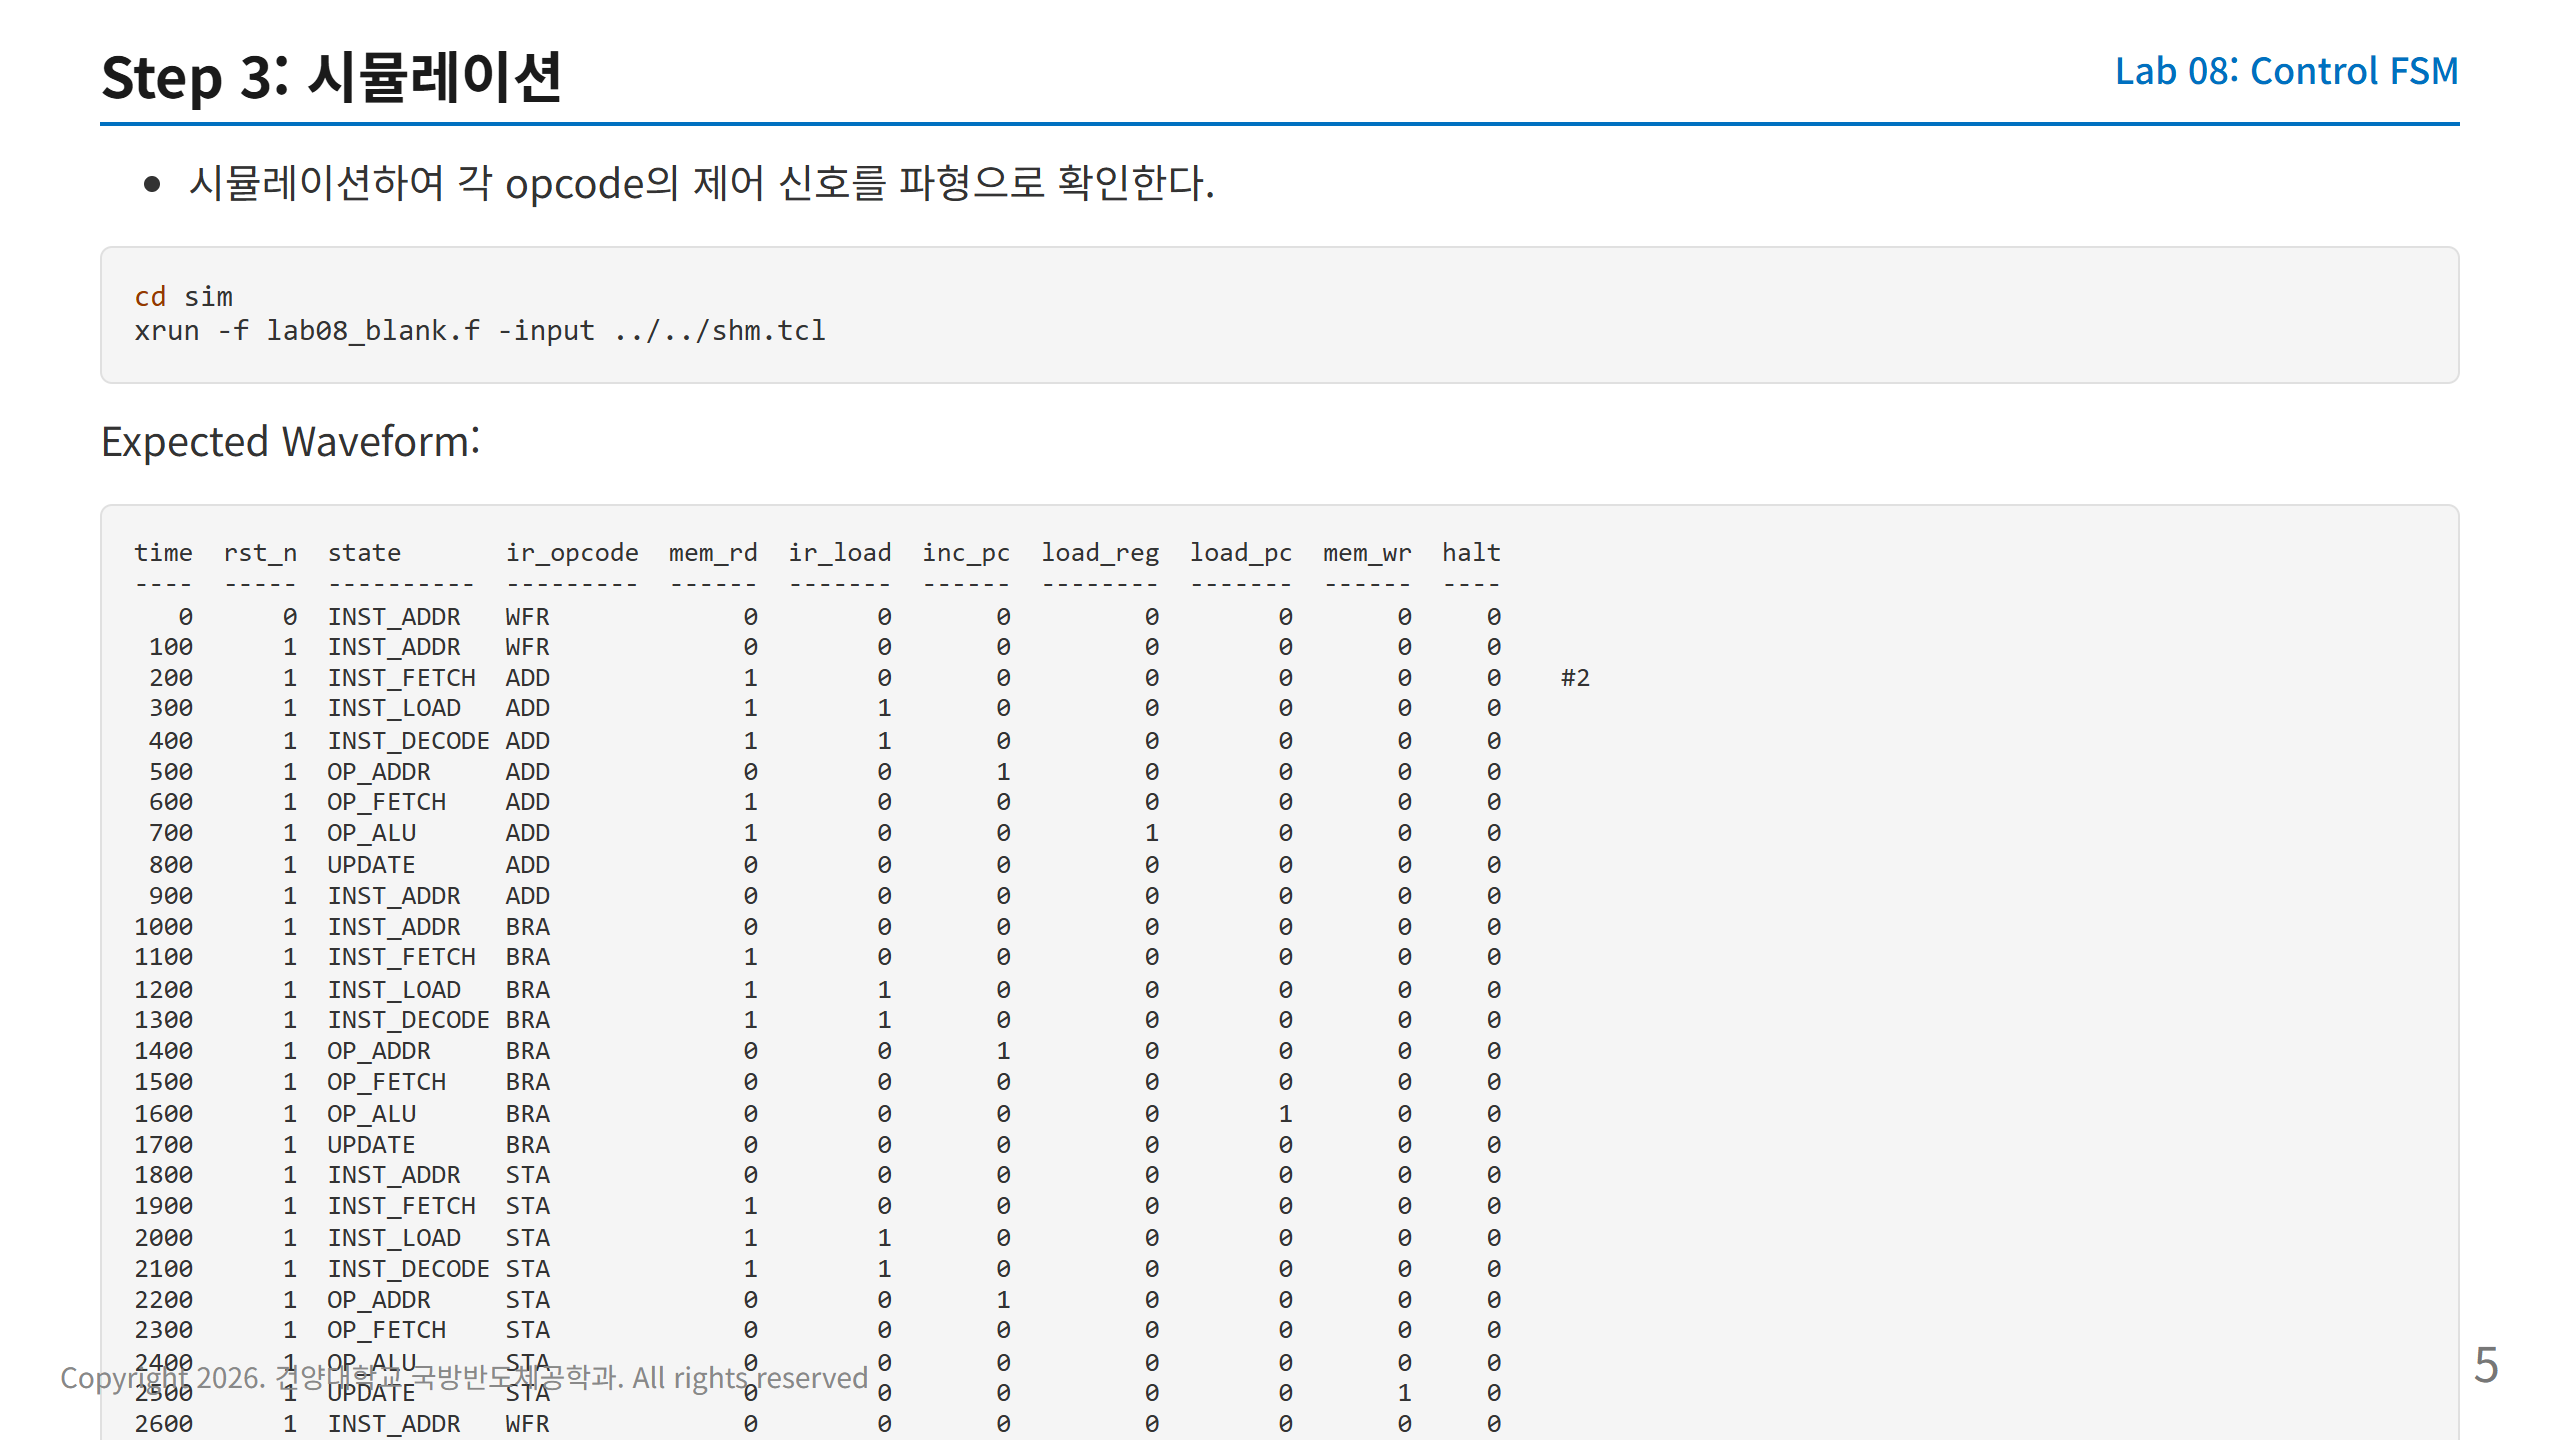 Step 3: 시뮬레이션
Lab 08: Control FSM
• 시뮬레이션하여 각 opcode의 제어 신호를 파형으로 확인한다.
cd sim
xrun -f lab08_blank.f -input ../../shm.tcl
Expected Waveform:
time  rst_n  state       ir_opcode  mem_rd  ir_load  inc_pc  load_reg  load_pc  mem_wr  halt
----  -----  ----------  ---------  ------  -------  ------  --------  -------  ------  ----
   0      0  INST_ADDR   WFR             0        0       0         0        0       0     0
 100      1  INST_ADDR   WFR             0        0       0         0        0       0     0
 200      1  INST_FETCH  ADD             1        0       0         0        0       0     0    #2
 300      1  INST_LOAD   ADD             1        1       0         0        0       0     0
 400      1  INST_DECODE ADD             1        1       0         0        0       0     0
 500      1  OP_ADDR     ADD             0        0       1         0        0       0     0
 600      1  OP_FETCH    ADD             1        0       0         0        0       0     0
 700      1  OP_ALU      ADD             1        0       0         1        0       0     0
 800      1  UPDATE      ADD             0        0       0         0        0       0     0
 900      1  INST_ADDR   ADD             0        0       0         0        0       0     0
1000      1  INST_ADDR   BRA             0        0       0         0        0       0     0
1100      1  INST_FETCH  BRA             1        0       0         0        0       0     0
1200      1  INST_LOAD   BRA             1        1       0         0        0       0     0
1300      1  INST_DECODE BRA             1        1       0         0        0       0     0
1400      1  OP_ADDR     BRA             0        0       1         0        0       0     0
1500      1  OP_FETCH    BRA             0        0       0         0        0       0     0
1600      1  OP_ALU      BRA             0        0       0         0        1       0     0
1700      1  UPDATE      BRA             0        0       0         0        0       0     0
1800      1  INST_ADDR   STA             0        0       0         0        0       0     0
1900      1  INST_FETCH  STA             1        0       0         0        0       0     0
2000      1  INST_LOAD   STA             1        1       0         0        0       0     0
2100      1  INST_DECODE STA             1        1       0         0        0       0     0
2200      1  OP_ADDR     STA             0        0       1         0        0       0     0
2300      1  OP_FETCH    STA             0        0       0         0        0       0     0
2400      1  OP_ALU      STA             0        0       0         0        0       0     0
2500      1  UPDATE      STA             0        0       0         0        0       1     0
2600      1  INST_ADDR   WFR             0        0       0         0        0       0     0
Copyright 2026. 건양대학교 국방반도체공학과. All rights reserved
5